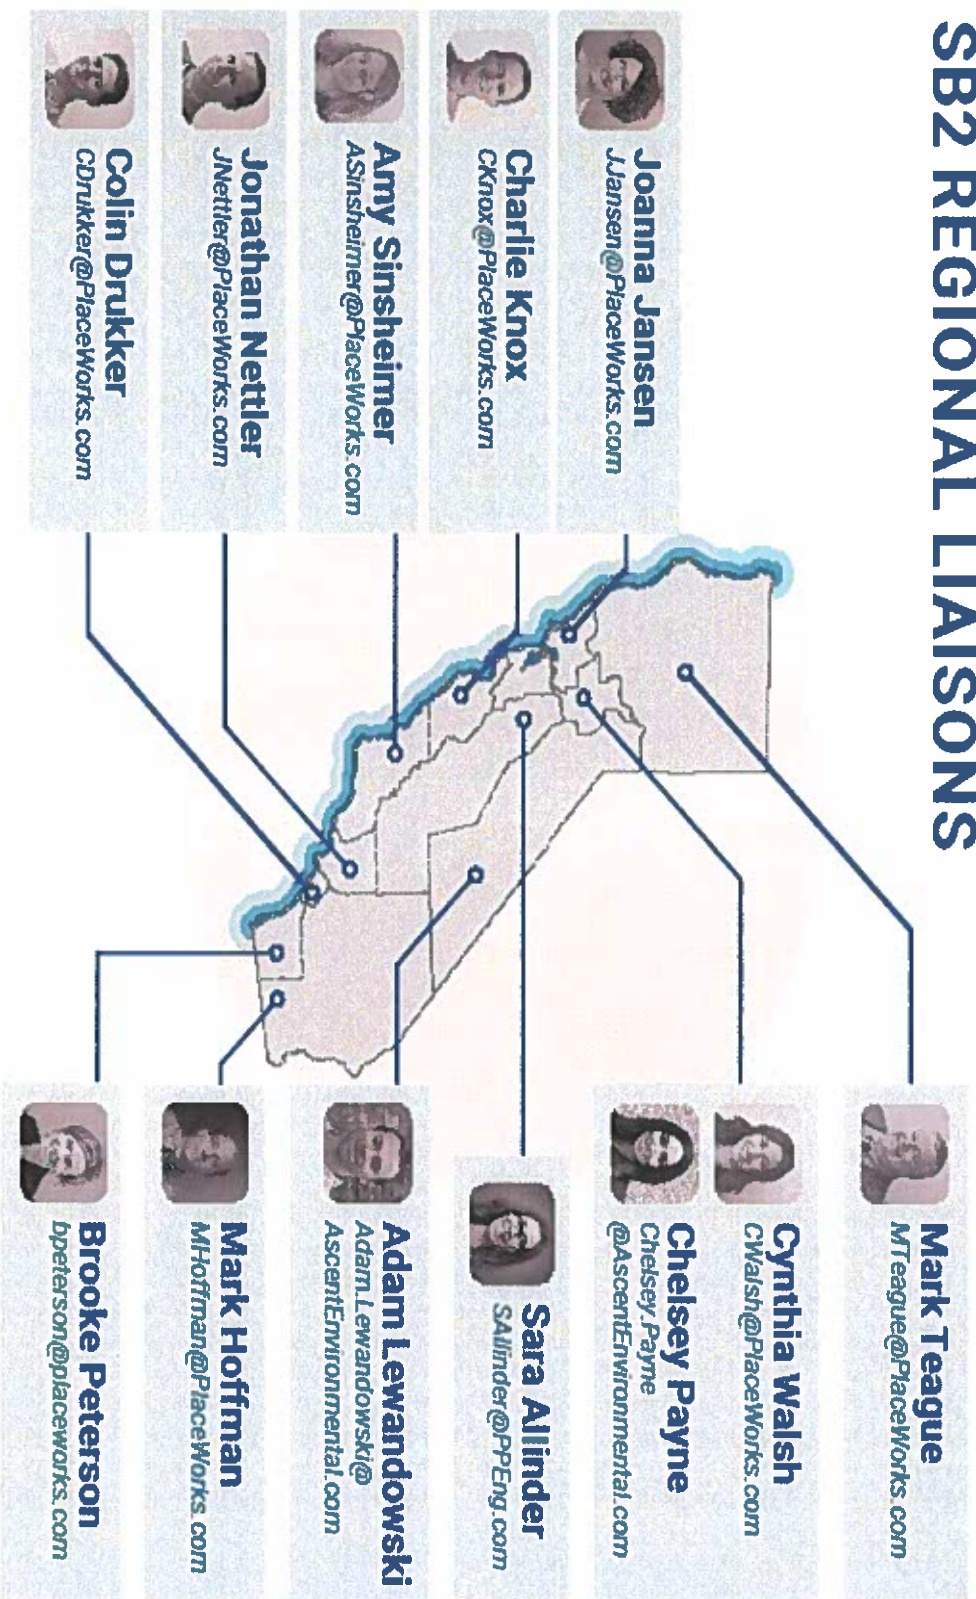 SB2 REGIONAL LIAISONS
Joanna Jansen
JJansen@PlaceWorks.com
Charlie Knox
CKnox@PlaceWorks.com
Amy Sinsheimer
ASinsheimer@PlaceWorks.com
Jonathan Nettler
JNettler@PlaceWorks.com
Colin Drukker
CDrukker@PlaceWorks.com
Mark Teague
MTeague@PlaceWorks.com
Cynthia Walsh
CWalsh@PlaceWorks.com
Chelsey Payne
Chelsey.Payne
@AscentEnvironmental.com
Sara Allinder
SAllinder@PPEng.com
Adam Lewandowski
Adam.Lewandowski@
AscentEnvironmental.com
Mark Hoffman
MHoffman@PlaceWorks.com
Brooke Peterson
bpeterson@placeworks.com